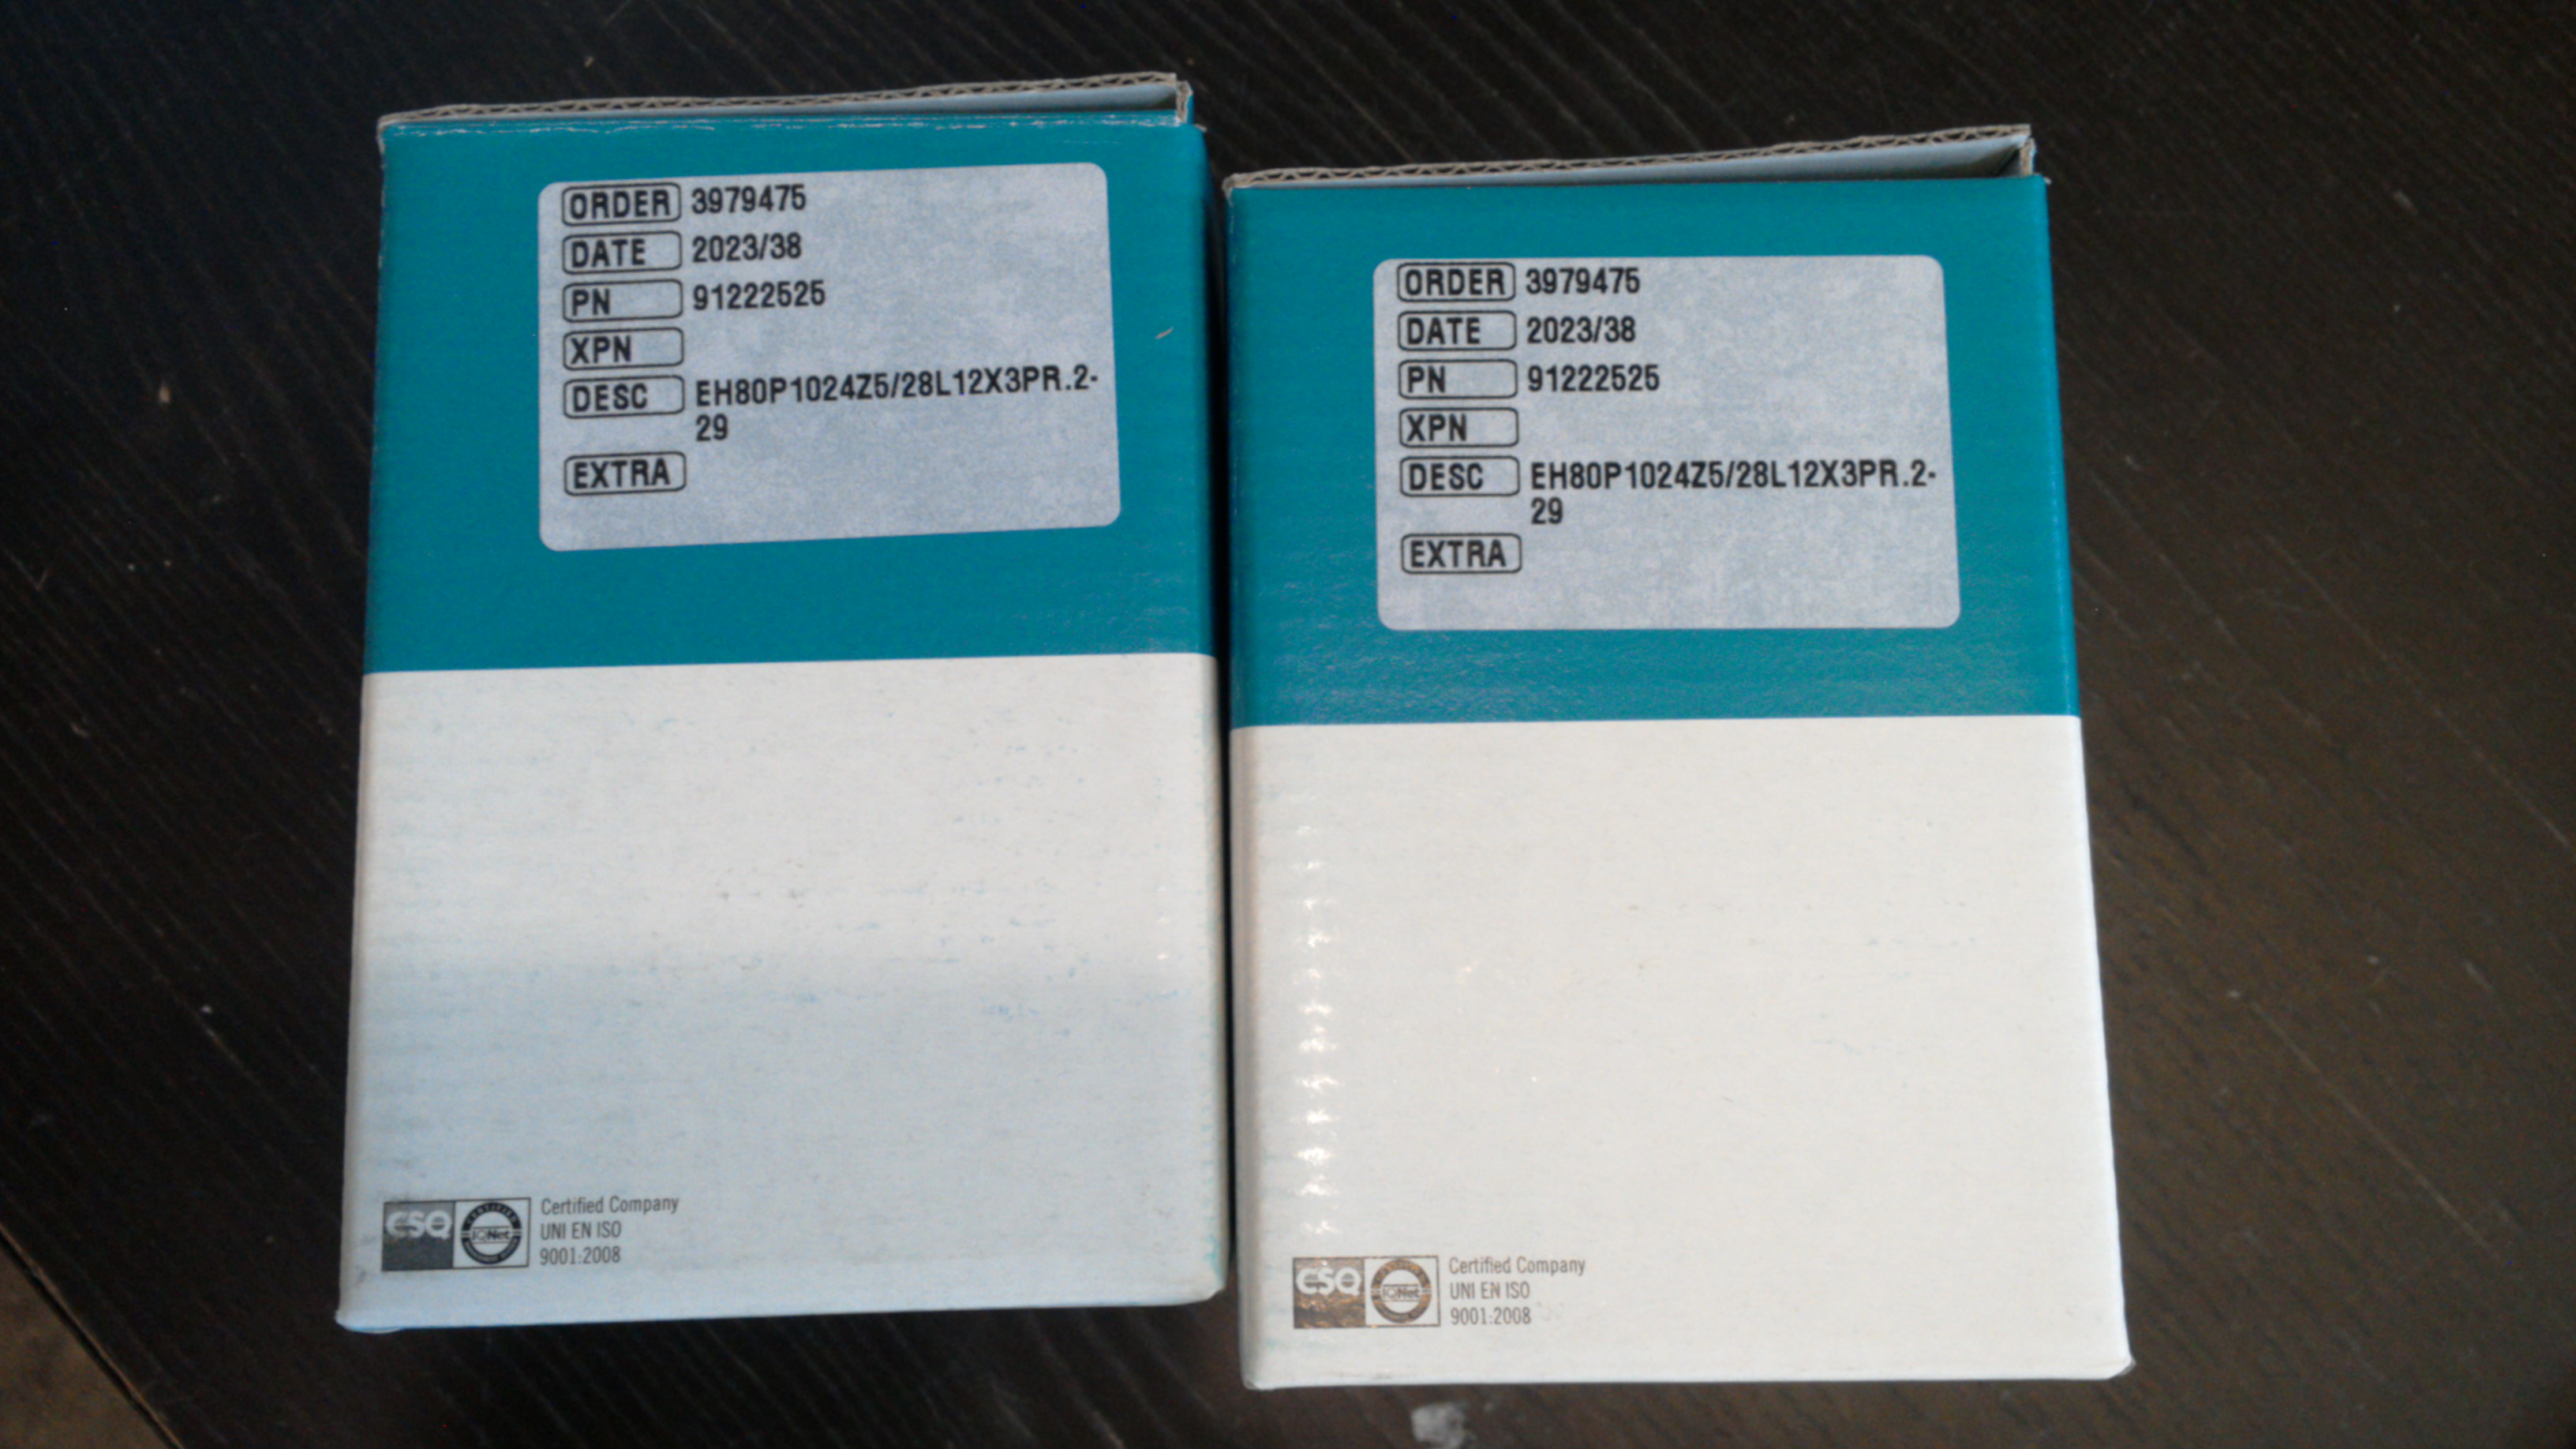 ORDER 3979475
DATE 2023/38
PN 91222525
XPN
DESC EH80P1024Z5/28L12X3PR.2-
29
EXTRA
CSQ IQNet Certified Company
UNI EN ISO
9001:2008
ORDER 3979475
DATE 2023/38
PN 91222525
XPN
DESC EH80P1024Z5/28L12X3PR.2-
29
EXTRA
CSQ IQNet Certified Company
UNI EN ISO
9001:2008